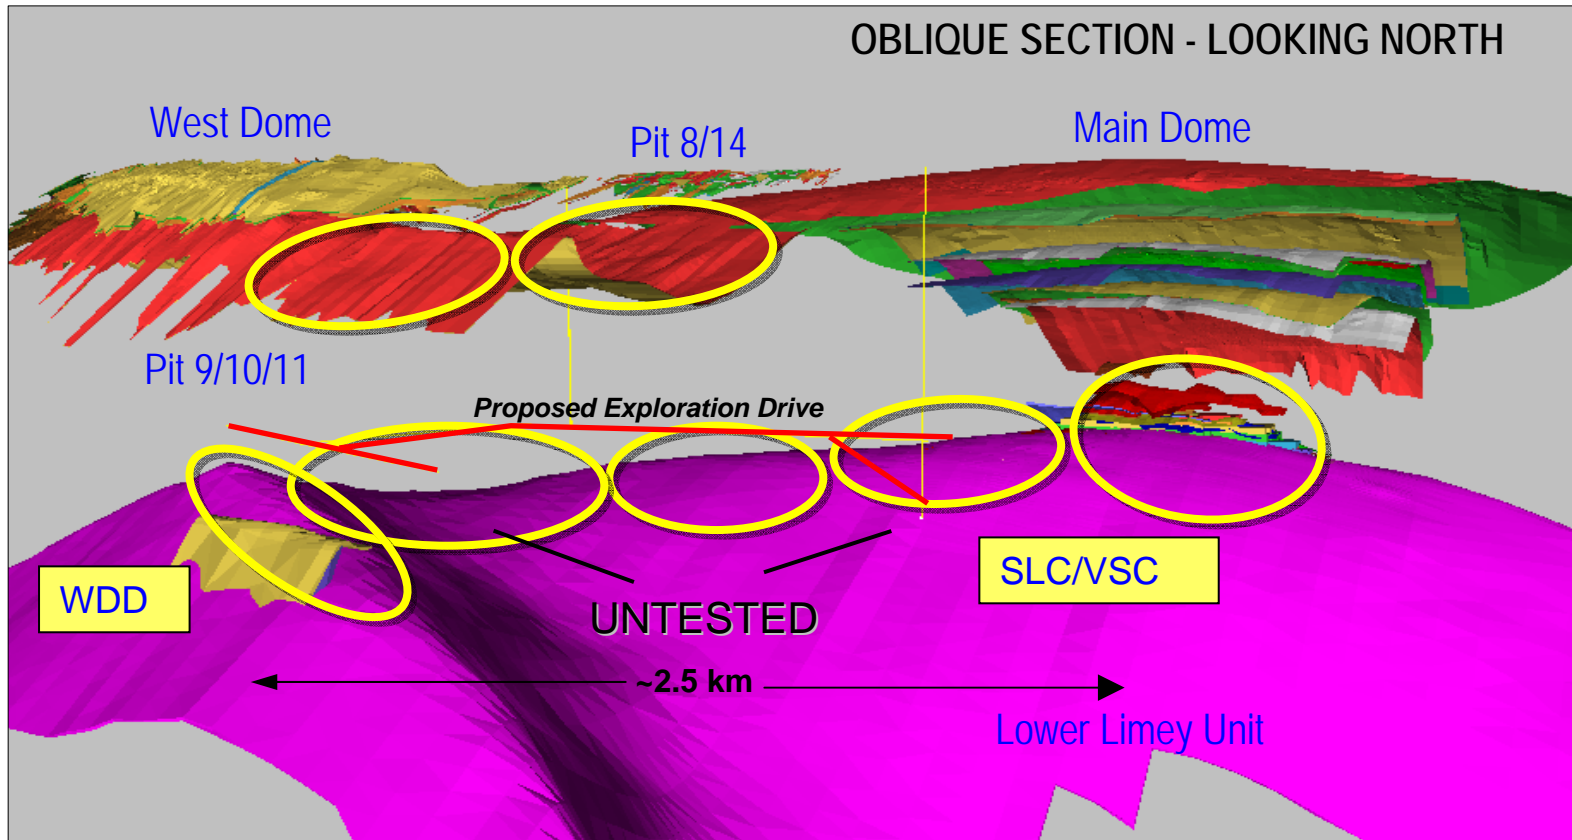 OBLIQUE SECTION - LOOKING NORTH
West Dome
Pit 8/14
Main Dome
Pit 9/10/11
Proposed Exploration Drive
WDD
SLC/VSC
UNTESTED
~2.5 km
Lower Limey Unit